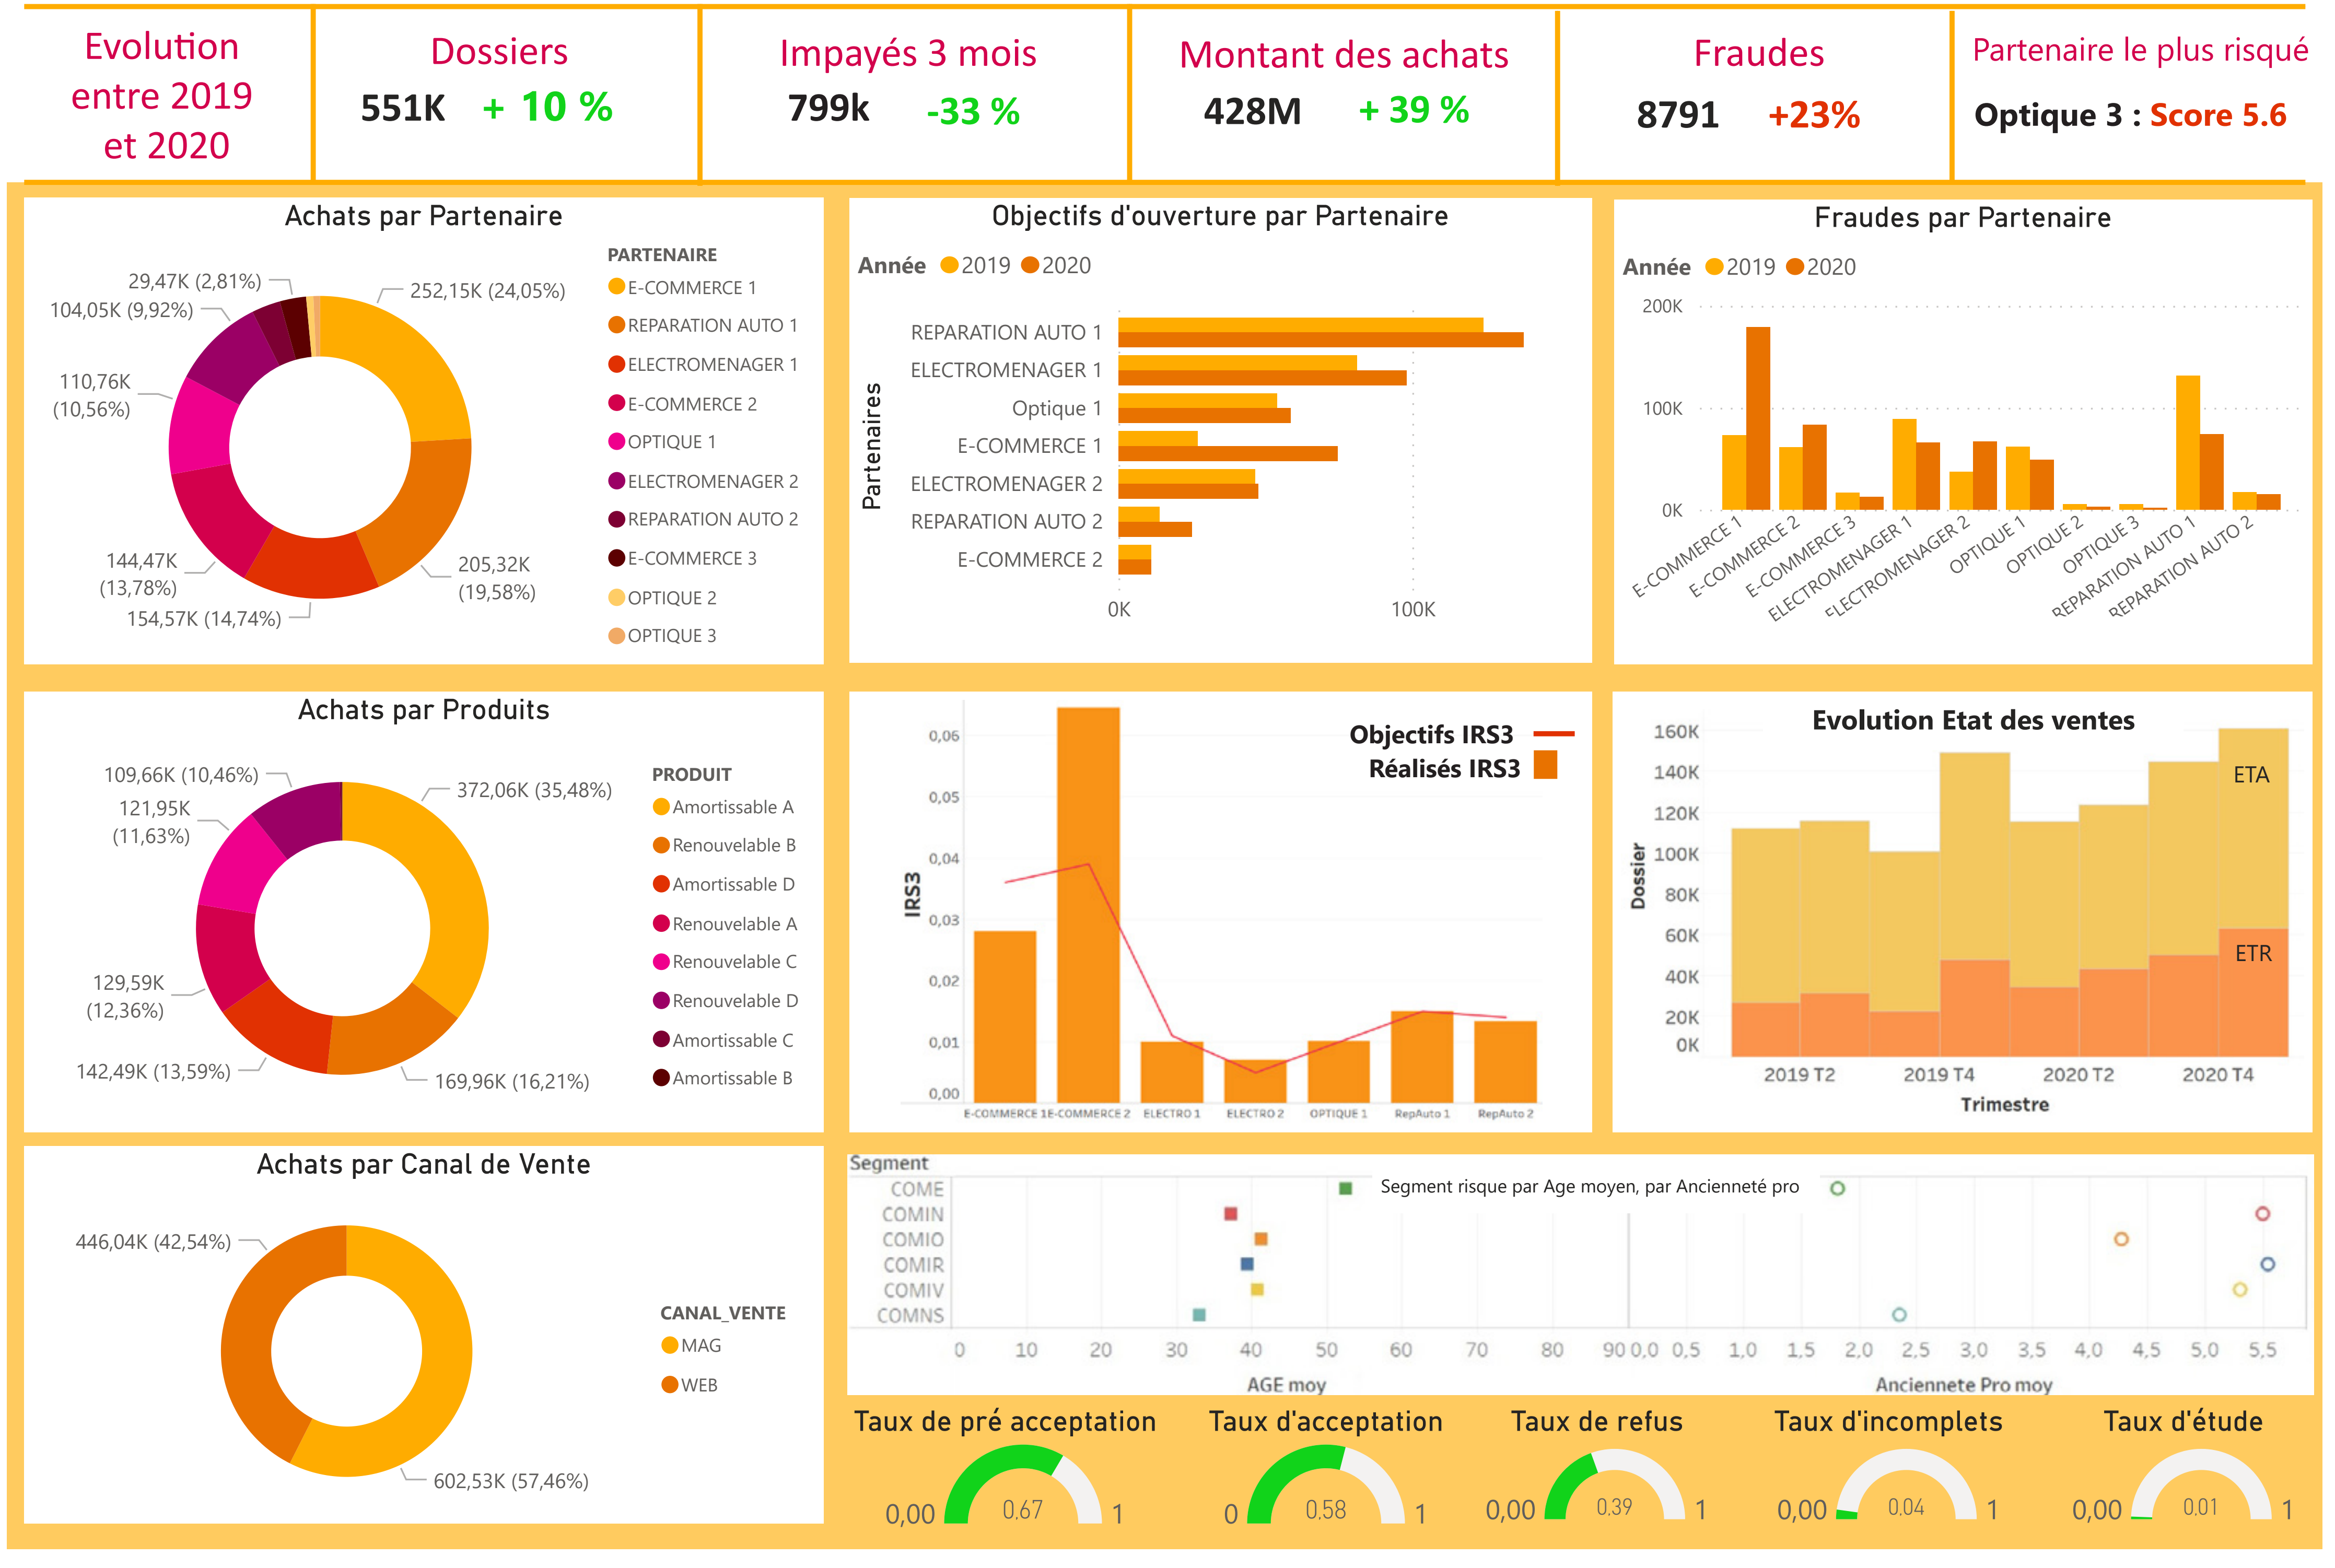 Evolution
entre 2019
et 2020
Dossiers
551K + 10 %
Impayés 3 mois
799k -33 %
Montant des achats
428M + 39 %
Fraudes
8791 +23%
Partenaire le plus risqué
Optique 3 : Score 5.6
Achats par Partenaire
29,47K (2,81%)
104,05K (9,92%)
110,76K
(10,56%)
144,47K
(13,78%)
154,57K (14,74%)
252,15K (24,05%)
205,32K
(19,58%)
PARTENAIRE
E-COMMERCE 1
REPARATION AUTO 1
ELECTROMENAGER 1
E-COMMERCE 2
OPTIQUE 1
ELECTROMENAGER 2
REPARATION AUTO 2
E-COMMERCE 3
OPTIQUE 2
OPTIQUE 3
Objectifs d'ouverture par Partenaire
Année 2019 2020
Partenaires
REPARATION AUTO 1
ELECTROMENAGER 1
Optique 1
E-COMMERCE 1
ELECTROMENAGER 2
REPARATION AUTO 2
E-COMMERCE 2
0K 100K
Fraudes par Partenaire
Année 2019 2020
200K
100K
0K
E-COMMERCE 1
E-COMMERCE 2
E-COMMERCE 3
ELECTROMENAGER 1
ELECTROMENAGER 2
OPTIQUE 1
OPTIQUE 2
OPTIQUE 3
REPARATION AUTO 1
REPARATION AUTO 2
Achats par Produits
109,66K (10,46%)
121,95K
(11,63%)
129,59K
(12,36%)
142,49K (13,59%)
372,06K (35,48%)
169,96K (16,21%)
PRODUIT
Amortissable A
Renouvelable B
Amortissable D
Renouvelable A
Renouvelable C
Renouvelable D
Amortissable C
Amortissable B
Objectifs IRS3
Réalisés IRS3
IRS3
0,06
0,05
0,04
0,03
0,02
0,01
0,00
E-COMMERCE 1 E-COMMERCE 2 ELECTRO 1 ELECTRO 2 OPTIQUE 1 RepAuto 1 RepAuto 2
Evolution Etat des ventes
Dossier
160K
140K
120K
100K
80K
60K
40K
20K
0K
ETA
ETR
2019 T2 2019 T4 2020 T2 2020 T4
Trimestre
Achats par Canal de Vente
446,04K (42,54%)
602,53K (57,46%)
CANAL_VENTE
MAG
WEB
Segment
Segment risque par Age moyen, par Ancienneté pro
COME
COMIN
COMIO
COMIR
COMIV
COMNS
0 10 20 30 40 50 60 70 80 90 0,0 0,5 1,0 1,5 2,0 2,5 3,0 3,5 4,0 4,5 5,0 5,5
AGE moy Anciennete Pro moy
Taux de pré acceptation
0,00 0,67 1
Taux d'acceptation
0 0,58 1
Taux de refus
0,00 0,39 1
Taux d'incomplets
0,00 0,04 1
Taux d'étude
0,00 0,01 1